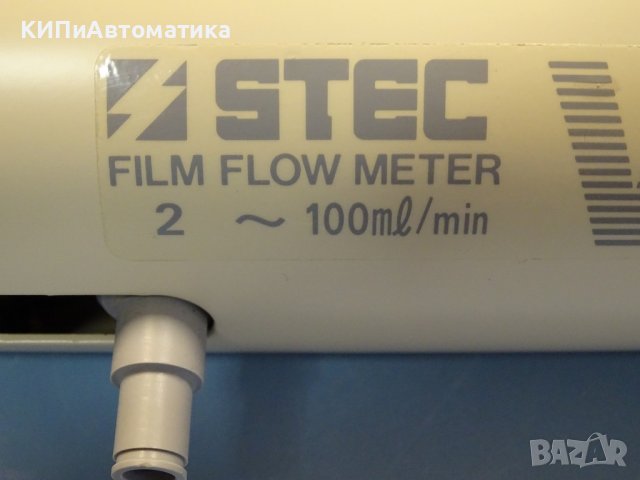 КИПиАвтоматика
STEC
FILM FLOW METER
2 ~ 100mℓ/min
BAZAR